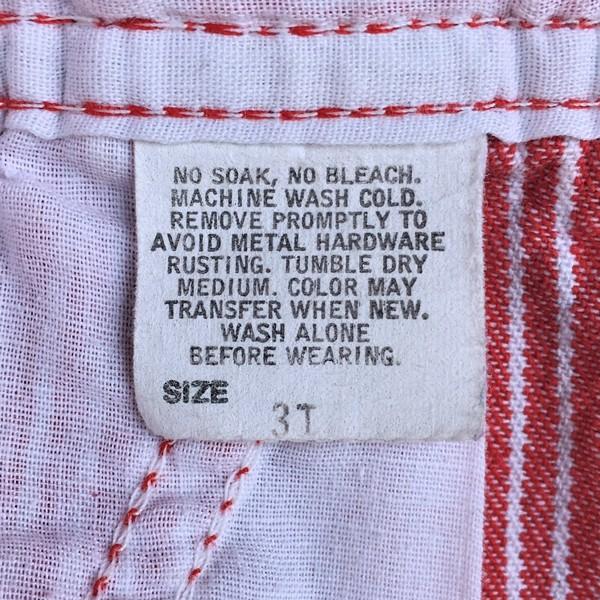 NO SOAK, NO BLEACH.
MACHINE WASH COLD.
REMOVE PROMPTLY TO
AVOID METAL HARDWARE
RUSTING. TUMBLE DRY
MEDIUM. COLOR MAY
TRANSFER WHEN NEW.
WASH ALONE
BEFORE WEARING.
SIZE
3T